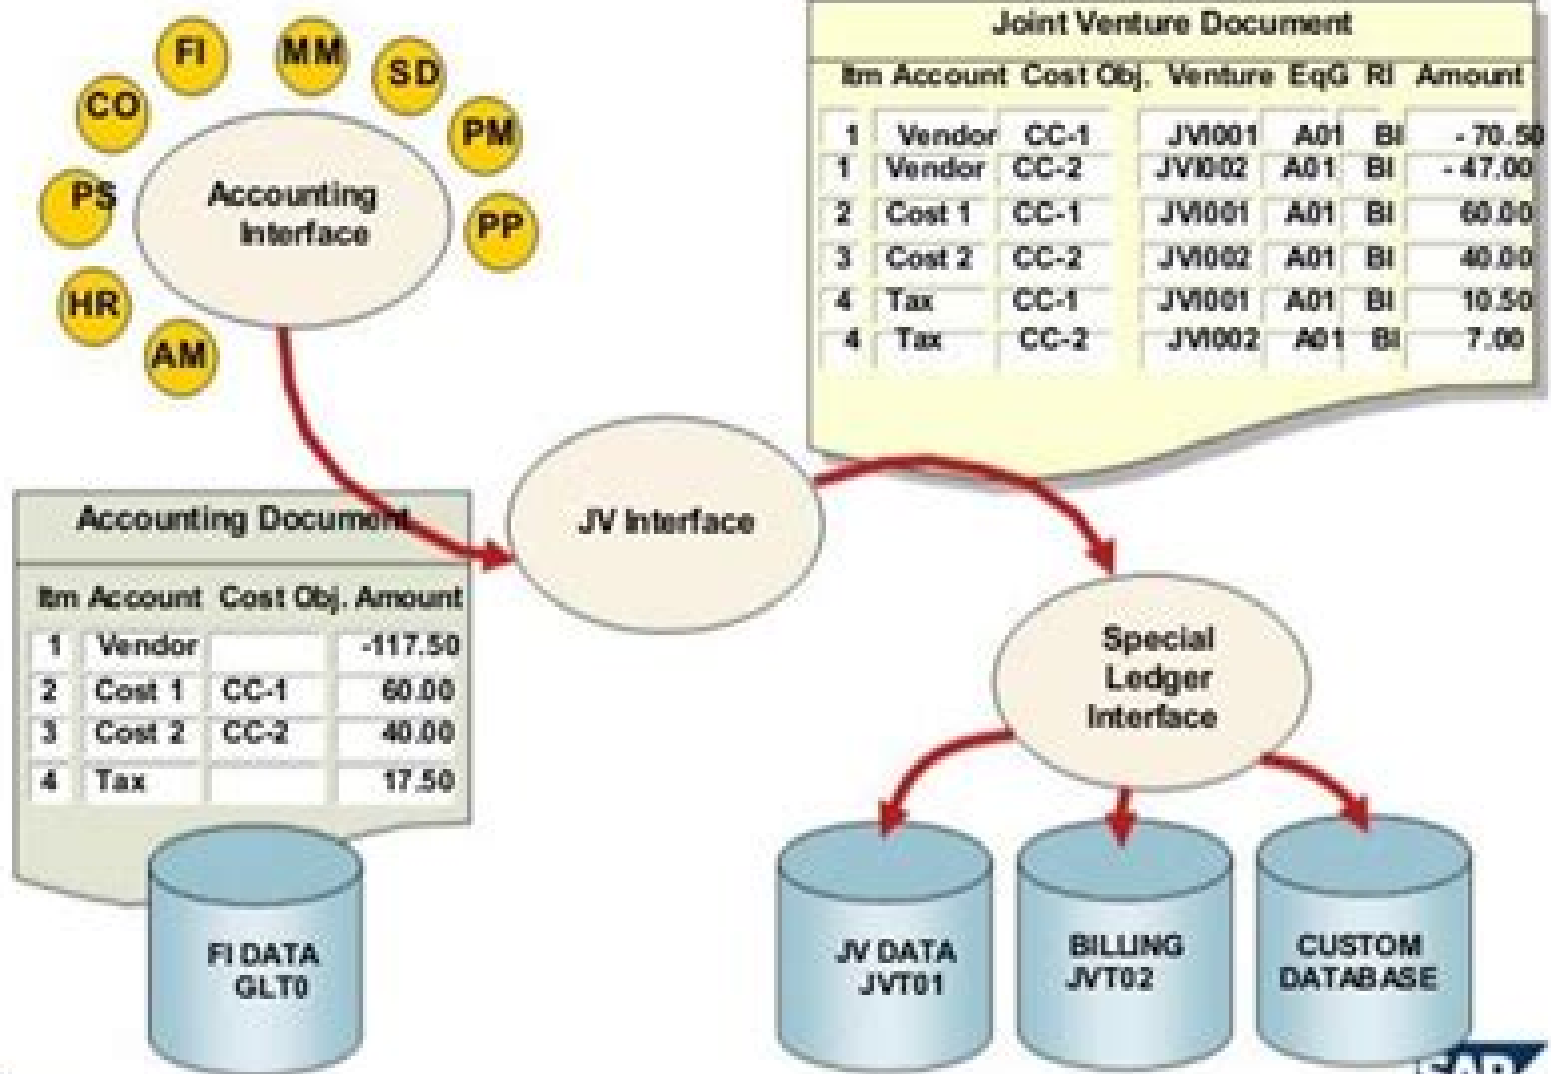 FI
MM
SD
CO
PM
PS
PP
HR
AM
Accounting
Interface
Joint Venture Document
Itm Account Cost Obj. Venture EqG RI Amount
1 Vendor CC-1 JVI001 A01 BI - 70.50
1 Vendor CC-2 JVI002 A01 BI - 47.00
2 Cost 1 CC-1 JVI001 A01 BI 60.00
3 Cost 2 CC-2 JVI002 A01 BI 40.00
4 Tax CC-1 JVI001 A01 BI 10.50
4 Tax CC-2 JVI002 A01 BI 7.00
JV Interface
Accounting Document
Itm Account Cost Obj. Amount
1 Vendor -117.50
2 Cost 1 CC-1 60.00
3 Cost 2 CC-2 40.00
4 Tax 17.50
Special
Ledger
Interface
FI DATA
GLT0
JV DATA
JVT01
BILLING
JVT02
CUSTOM
DATABASE
SAP